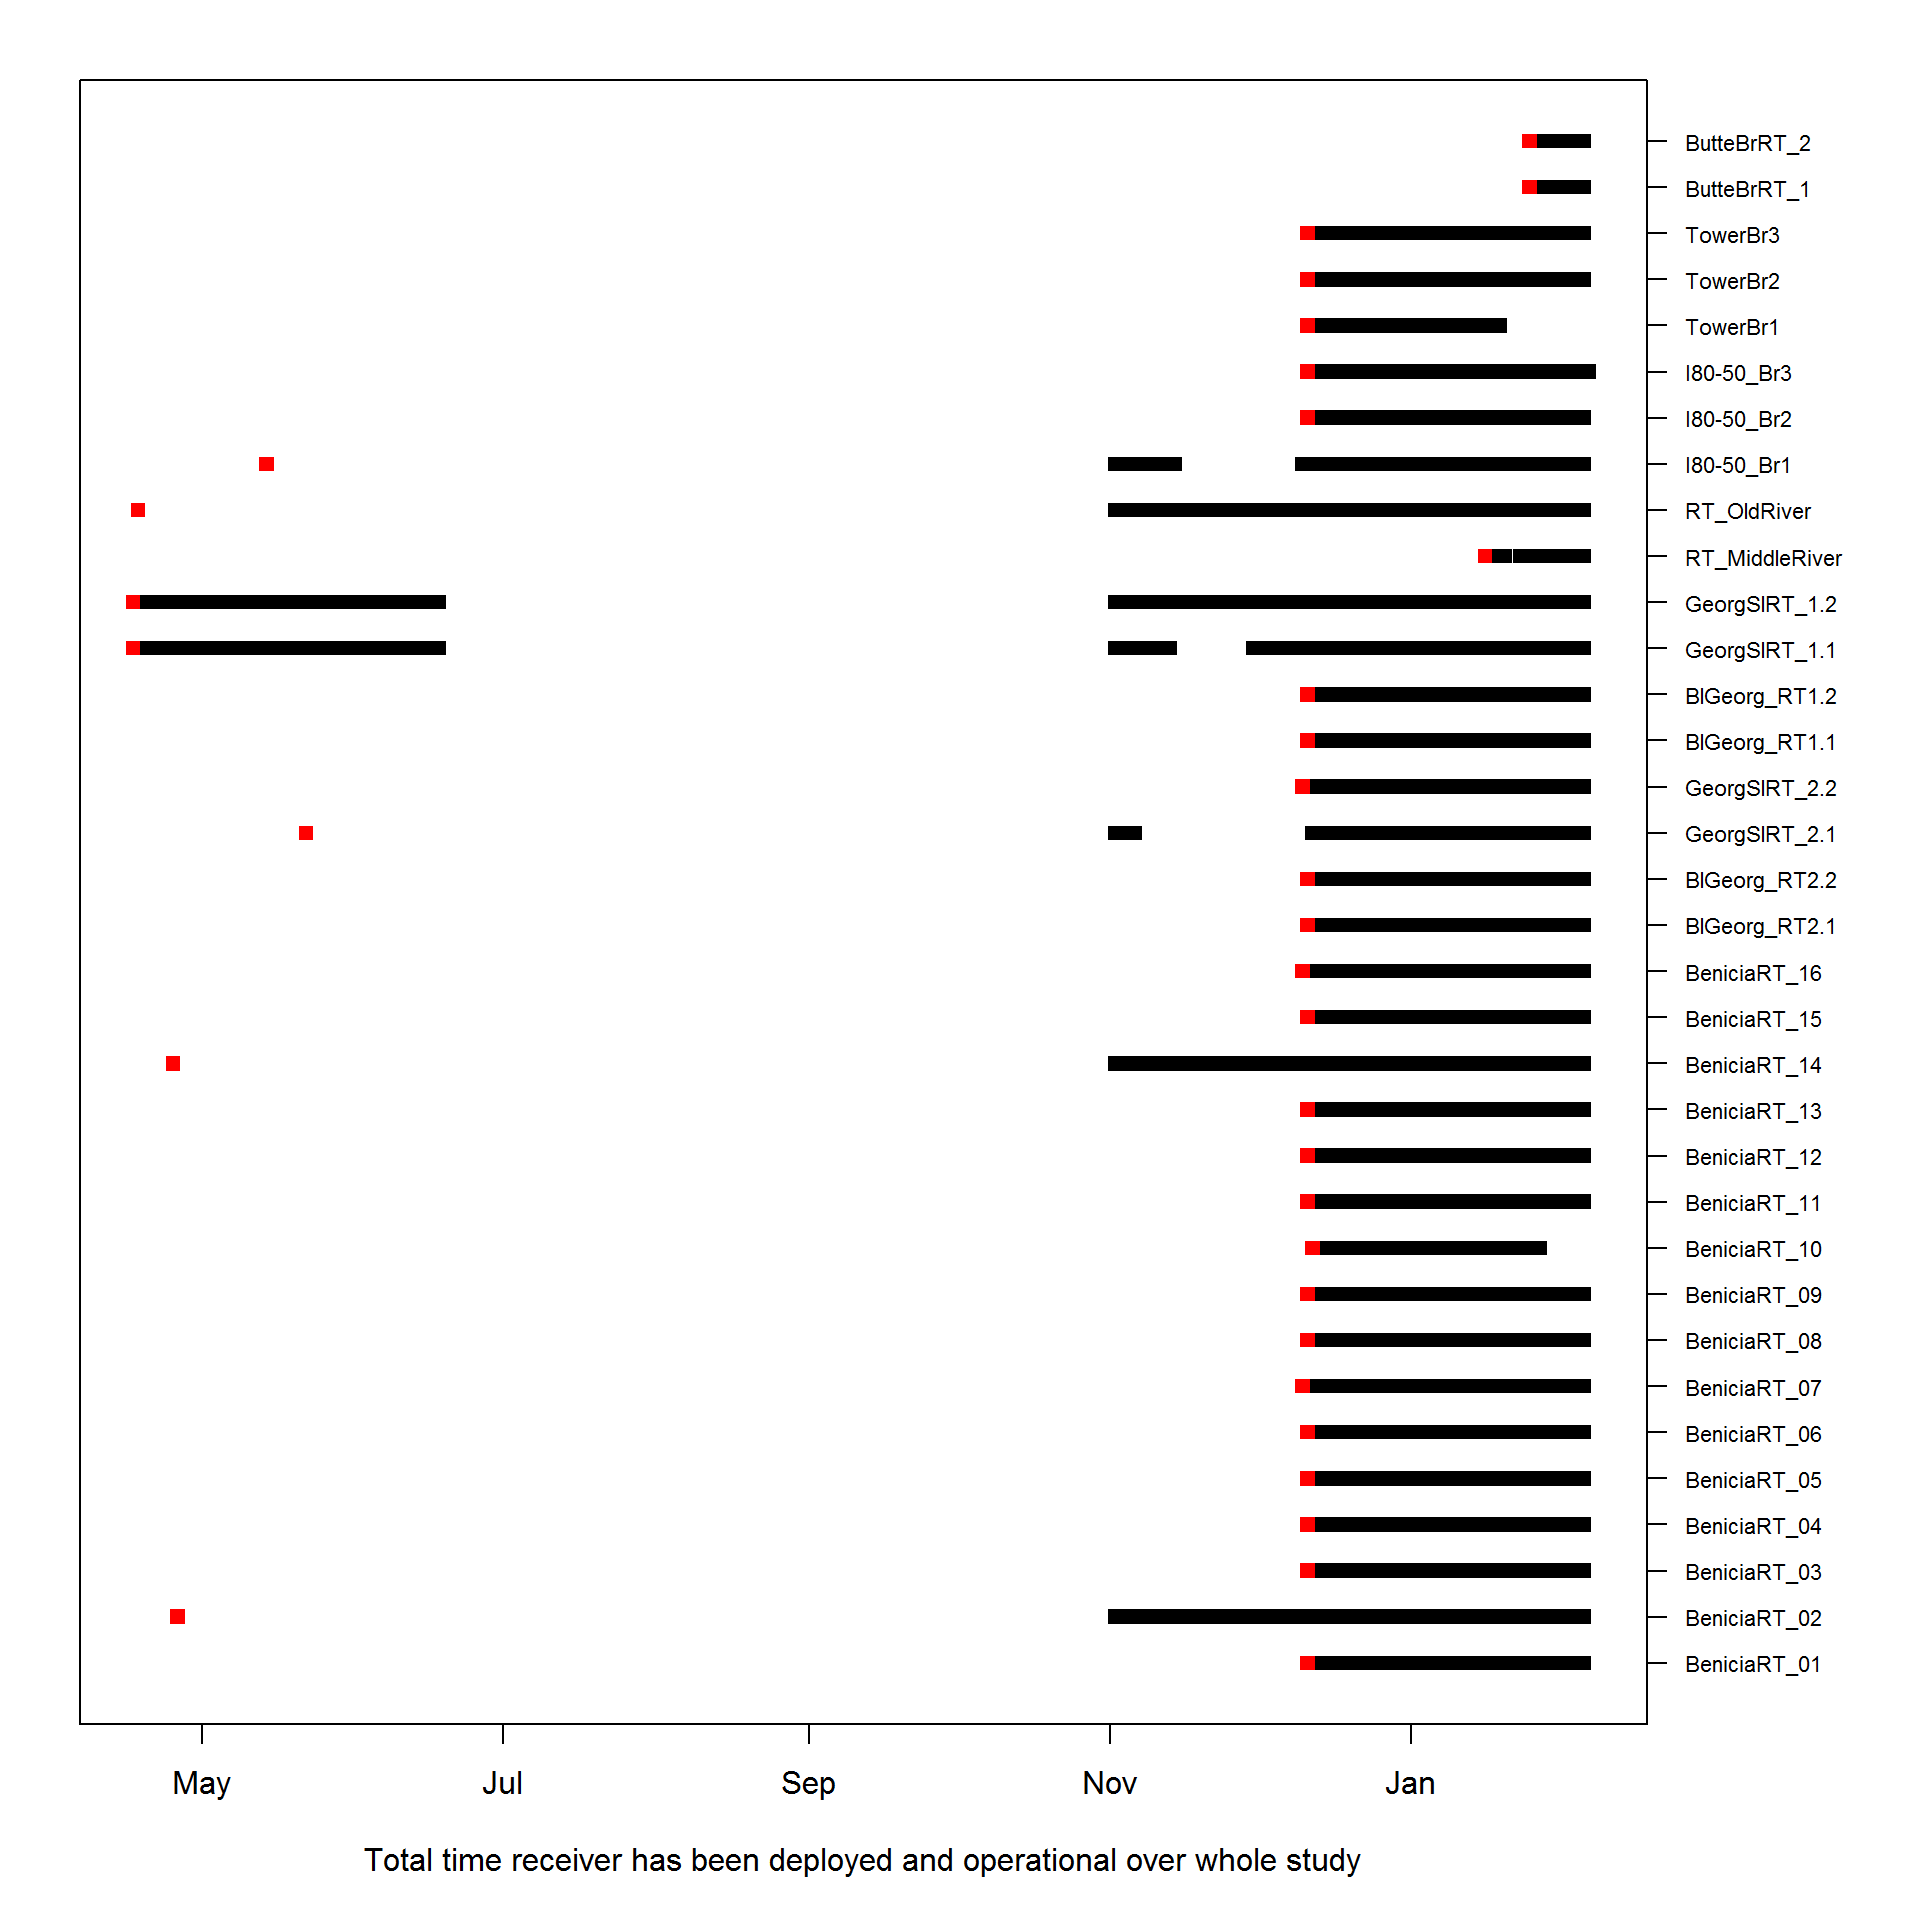 ButteBrRT_2
ButteBrRT_1
TowerBr3
TowerBr2
TowerBr1
I80-50_Br3
I80-50_Br2
I80-50_Br1
RT_OldRiver
RT_MiddleRiver
GeorgSlRT_1.2
GeorgSlRT_1.1
BlGeorg_RT1.2
BlGeorg_RT1.1
GeorgSlRT_2.2
GeorgSlRT_2.1
BlGeorg_RT2.2
BlGeorg_RT2.1
BeniciaRT_16
BeniciaRT_15
BeniciaRT_14
BeniciaRT_13
BeniciaRT_12
BeniciaRT_11
BeniciaRT_10
BeniciaRT_09
BeniciaRT_08
BeniciaRT_07
BeniciaRT_06
BeniciaRT_05
BeniciaRT_04
BeniciaRT_03
BeniciaRT_02
BeniciaRT_01
May Jul Sep Nov Jan
Total time receiver has been deployed and operational over whole study